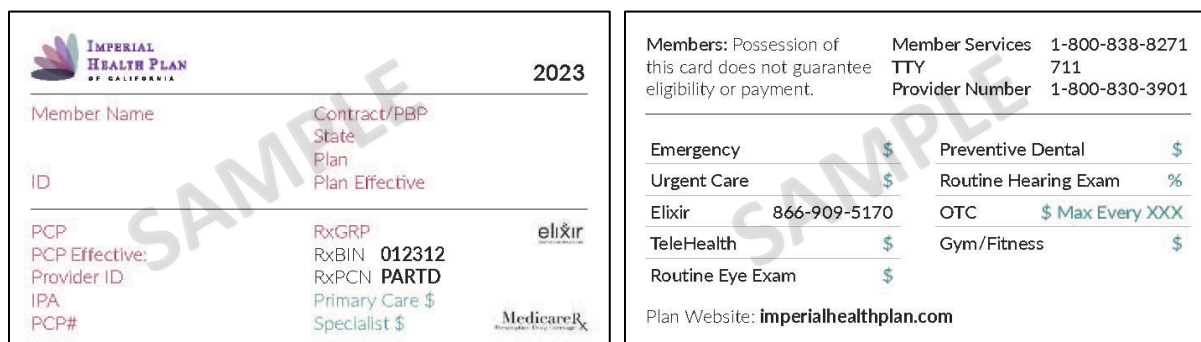 IMPERIAL
HEALTH PLAN
OF CALIFORNIA
2023
Member Name
Contract/PBP
State
Plan
ID
Plan Effective
PCP
RxGRP
elixir
PCP Effective:
RxBIN 012312
Provider ID
RxPCN PARTD
IPA
Primary Care $
PCP#
Specialist $
MedicareRx
Prescription Drug Coverage
SAMPLE
Members: Possession of
this card does not guarantee
eligibility or payment.
Member Services 1-800-838-8271
TTY 711
Provider Number 1-800-830-3901
Emergency $
Urgent Care $
Elixir 866-909-5170
TeleHealth $
Routine Eye Exam $
Preventive Dental $
Routine Hearing Exam %
OTC $ Max Every XXX
Gym/Fitness $
Plan Website: imperialhealthplan.com
SAMPLE